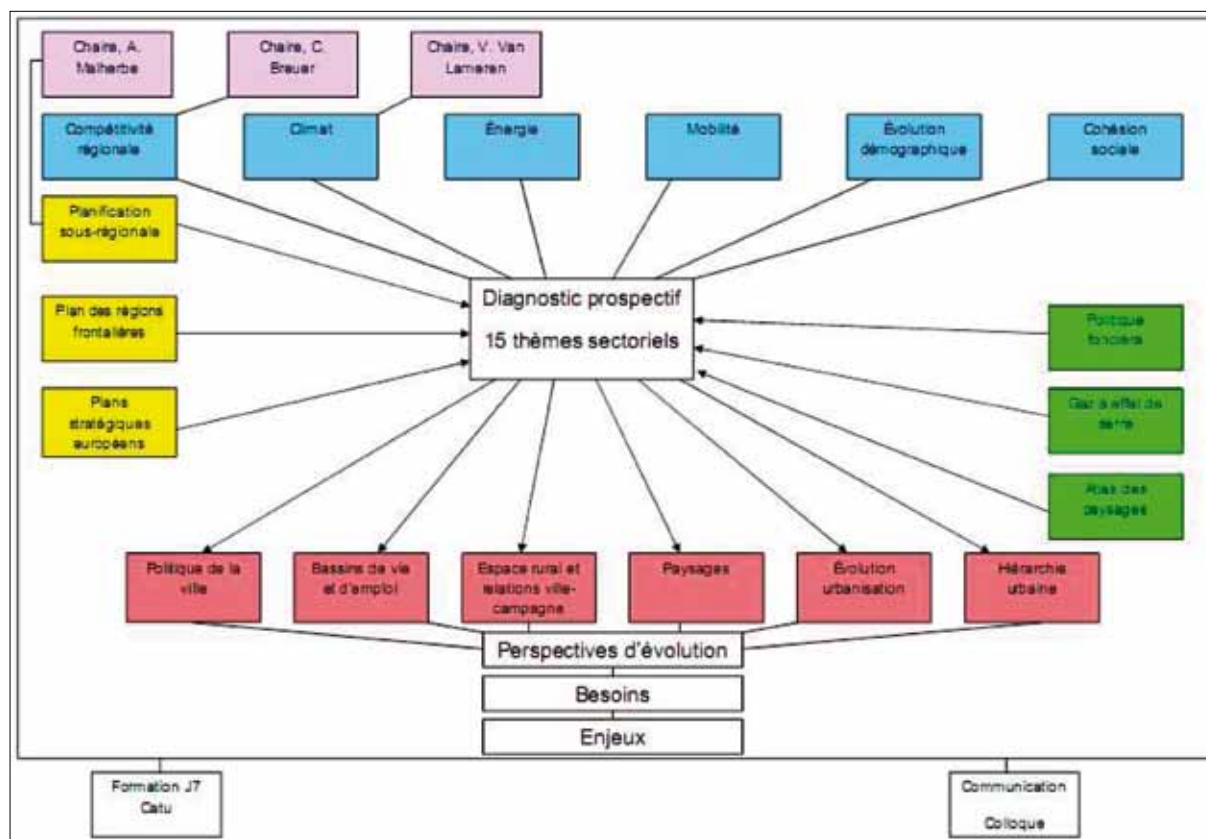 Chaire, A.
Malherbe
Chaire, C.
Breuer
Chaire, V. Van
Lameren
Compétitivité
régionale
Climat
Énergie
Mobilité
Évolution
démographique
Cohésion
sociale
Planification
sous-régionale
Plan des régions
frontalières
Plans
stratégiques
européens
Diagnostic prospectif
15 thèmes sectoriels
Politique
foncière
Gaz à effet de
serre
Atlas des
paysages
Politique de la
ville
Bassins de vie
et d'emploi
Espace rural et
relations ville-
campagne
Paysages
Évolution
urbanisation
Hiérarchie
urbaine
Perspectives d'évolution
Besoins
Enjeux
Formation J7
Catu
Communication
Colloque